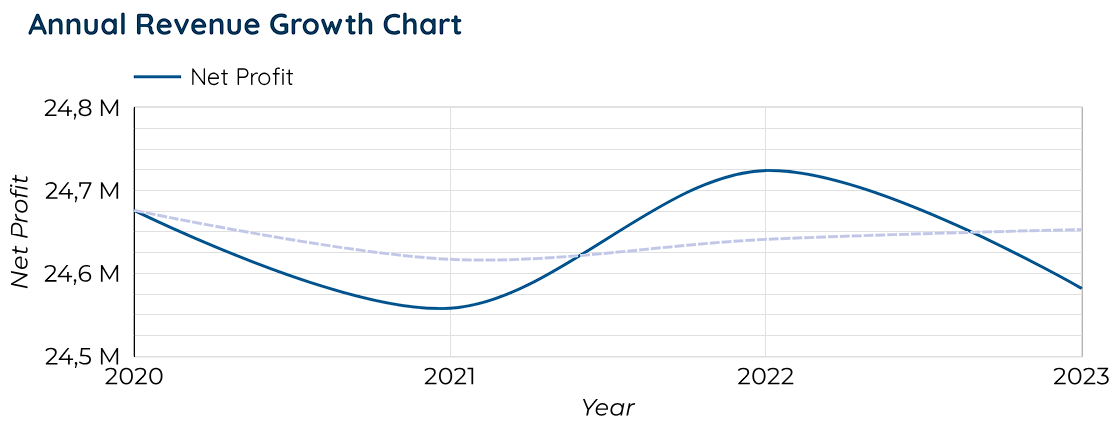 Annual Revenue Growth Chart
Net Profit
24,8 M
24,7 M
24,6 M
24,5 M
Net Profit
2020 2021 2022 2023
Year